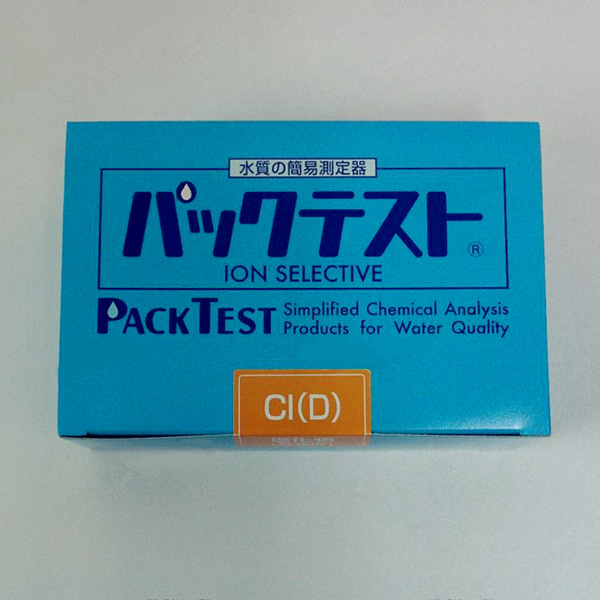 水質の簡易測定器
パックテスト®
ION SELECTIVE
PACKTEST
Simplified Chemical Analysis
Products for Water Quality
Cl(D)